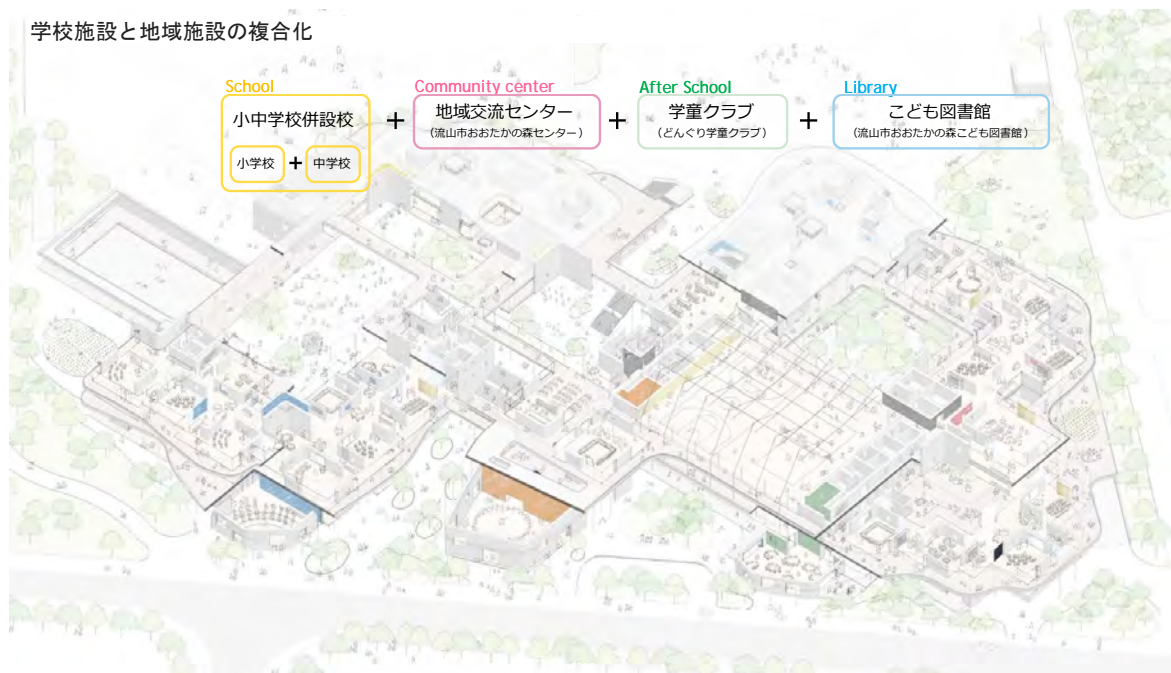 学校施設と地域施設の複合化
School
小中学校併設校
小学校 + 中学校
+
Community center
地域交流センター
(流山市おおたかの森センター)
+
After School
学童クラブ
(どんぐり学童クラブ)
+
Library
こども図書館
(流山市おおたかの森こども図書館)